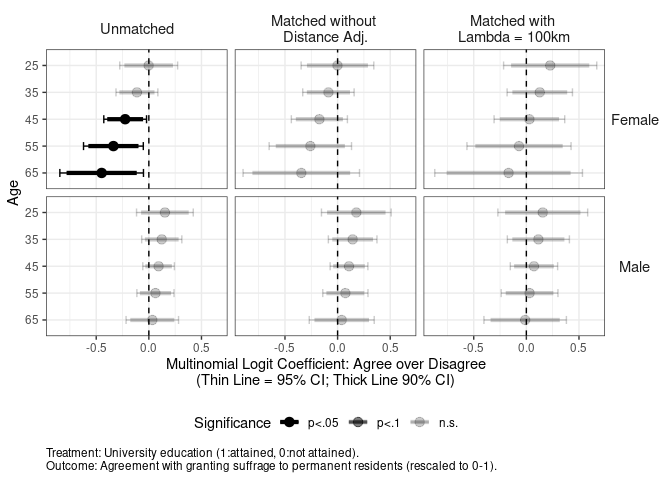 Unmatched
Matched without
Distance Adj.
Matched with
Lambda = 100km
Age
25
35
45
55
65
Female
25
35
45
55
65
Male
-0.5 0.0 0.5 -0.5 0.0 0.5 -0.5 0.0 0.5
Multinomial Logit Coefficient: Agree over Disagree
(Thin Line = 95% CI; Thick Line 90% CI)
Significance p<.05 p<.1 n.s.
Treatment: University education (1:attained, 0:not attained).
Outcome: Agreement with granting suffrage to permanent residents (rescaled to 0-1).